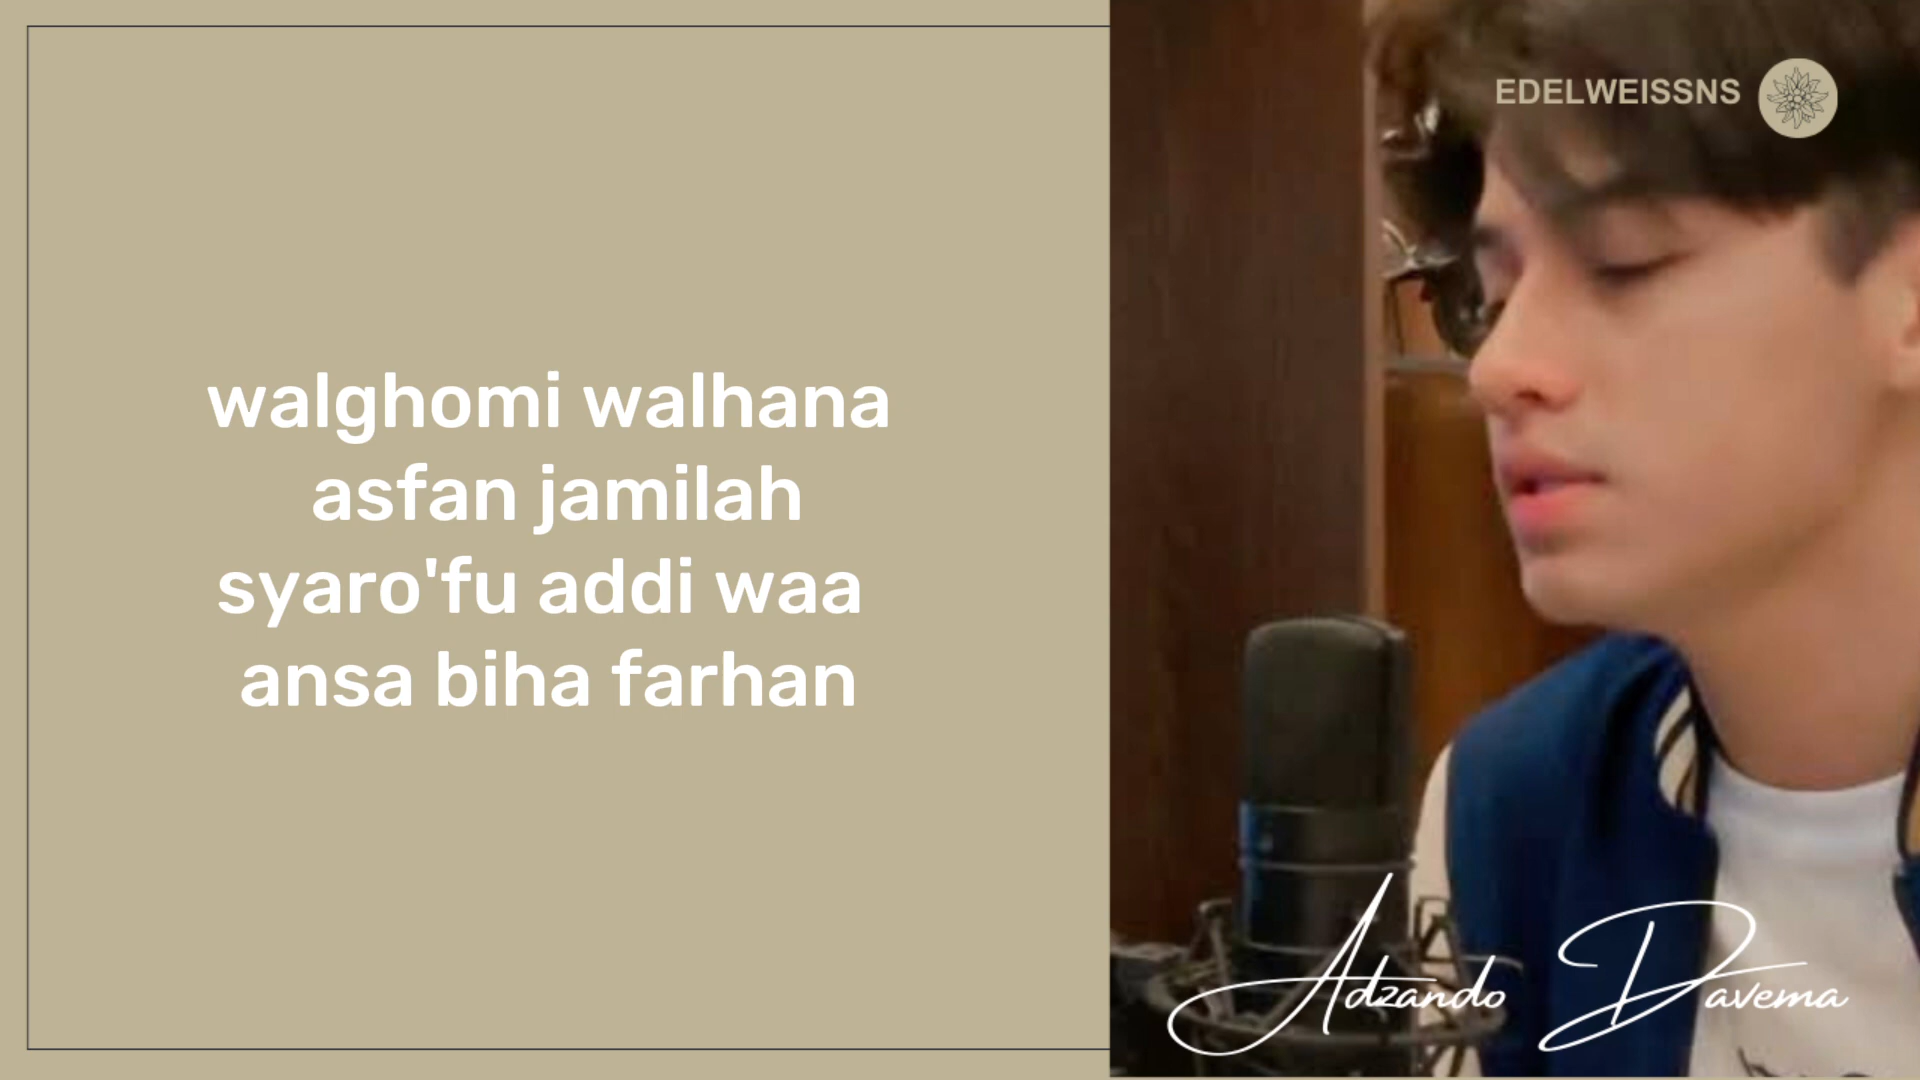 EDELWEISSNS
walghomi walhana
asfan jamilah
syaro'fu addi waa
ansa biha farhan
Adzando Davema